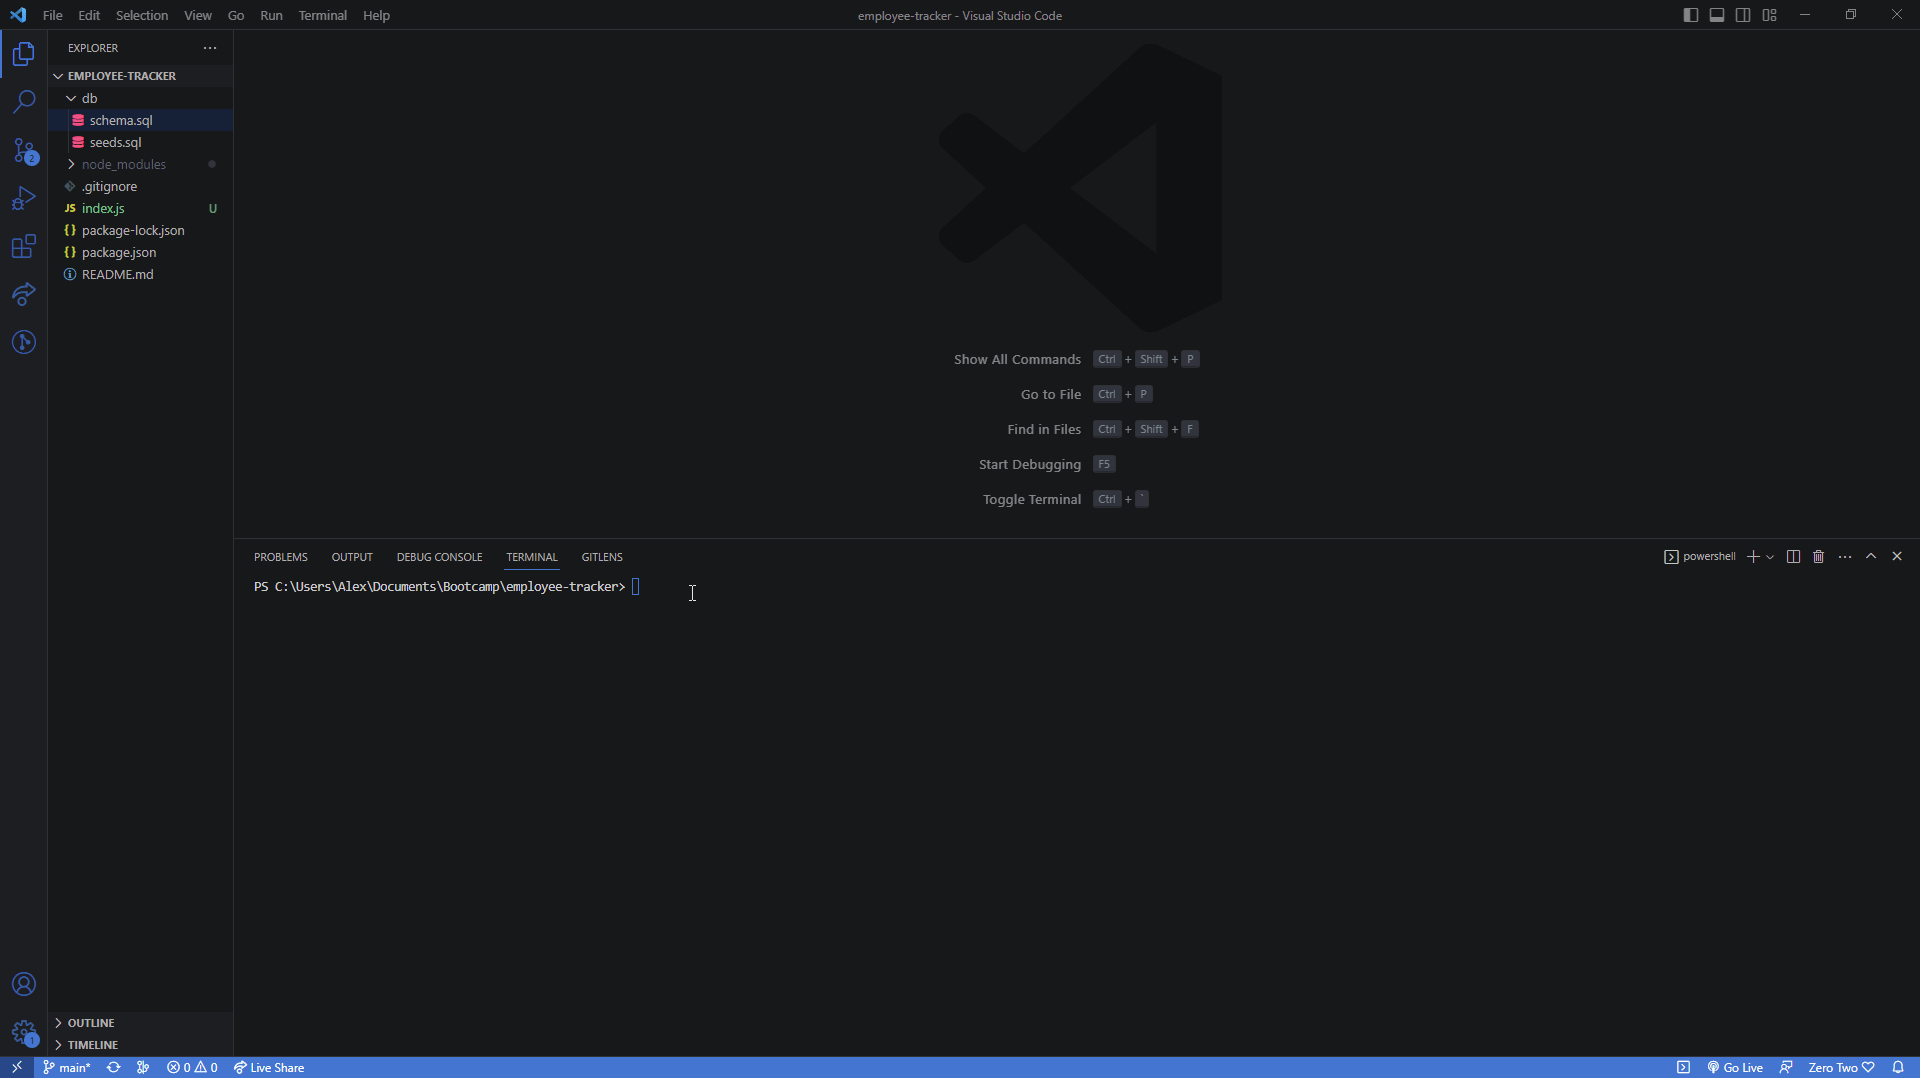 File Edit Selection View Go Run Terminal Help employee-tracker - Visual Studio Code
EXPLORER
EMPLOYEE-TRACKER
db
schema.sql
seeds.sql
node_modules
.gitignore
JS index.js U
{} package-lock.json
{} package.json
README.md
2
Show All Commands Ctrl + Shift + P
Go to File Ctrl + P
Find in Files Ctrl + Shift + F
Start Debugging F5
Toggle Terminal Ctrl + `
PROBLEMS OUTPUT DEBUG CONSOLE TERMINAL GITLENS powershell
PS C:\Users\Alex\Documents\Bootcamp\employee-tracker>
OUTLINE
1
TIMELINE
main* 0 0 Live Share Go Live Zero Two ♡